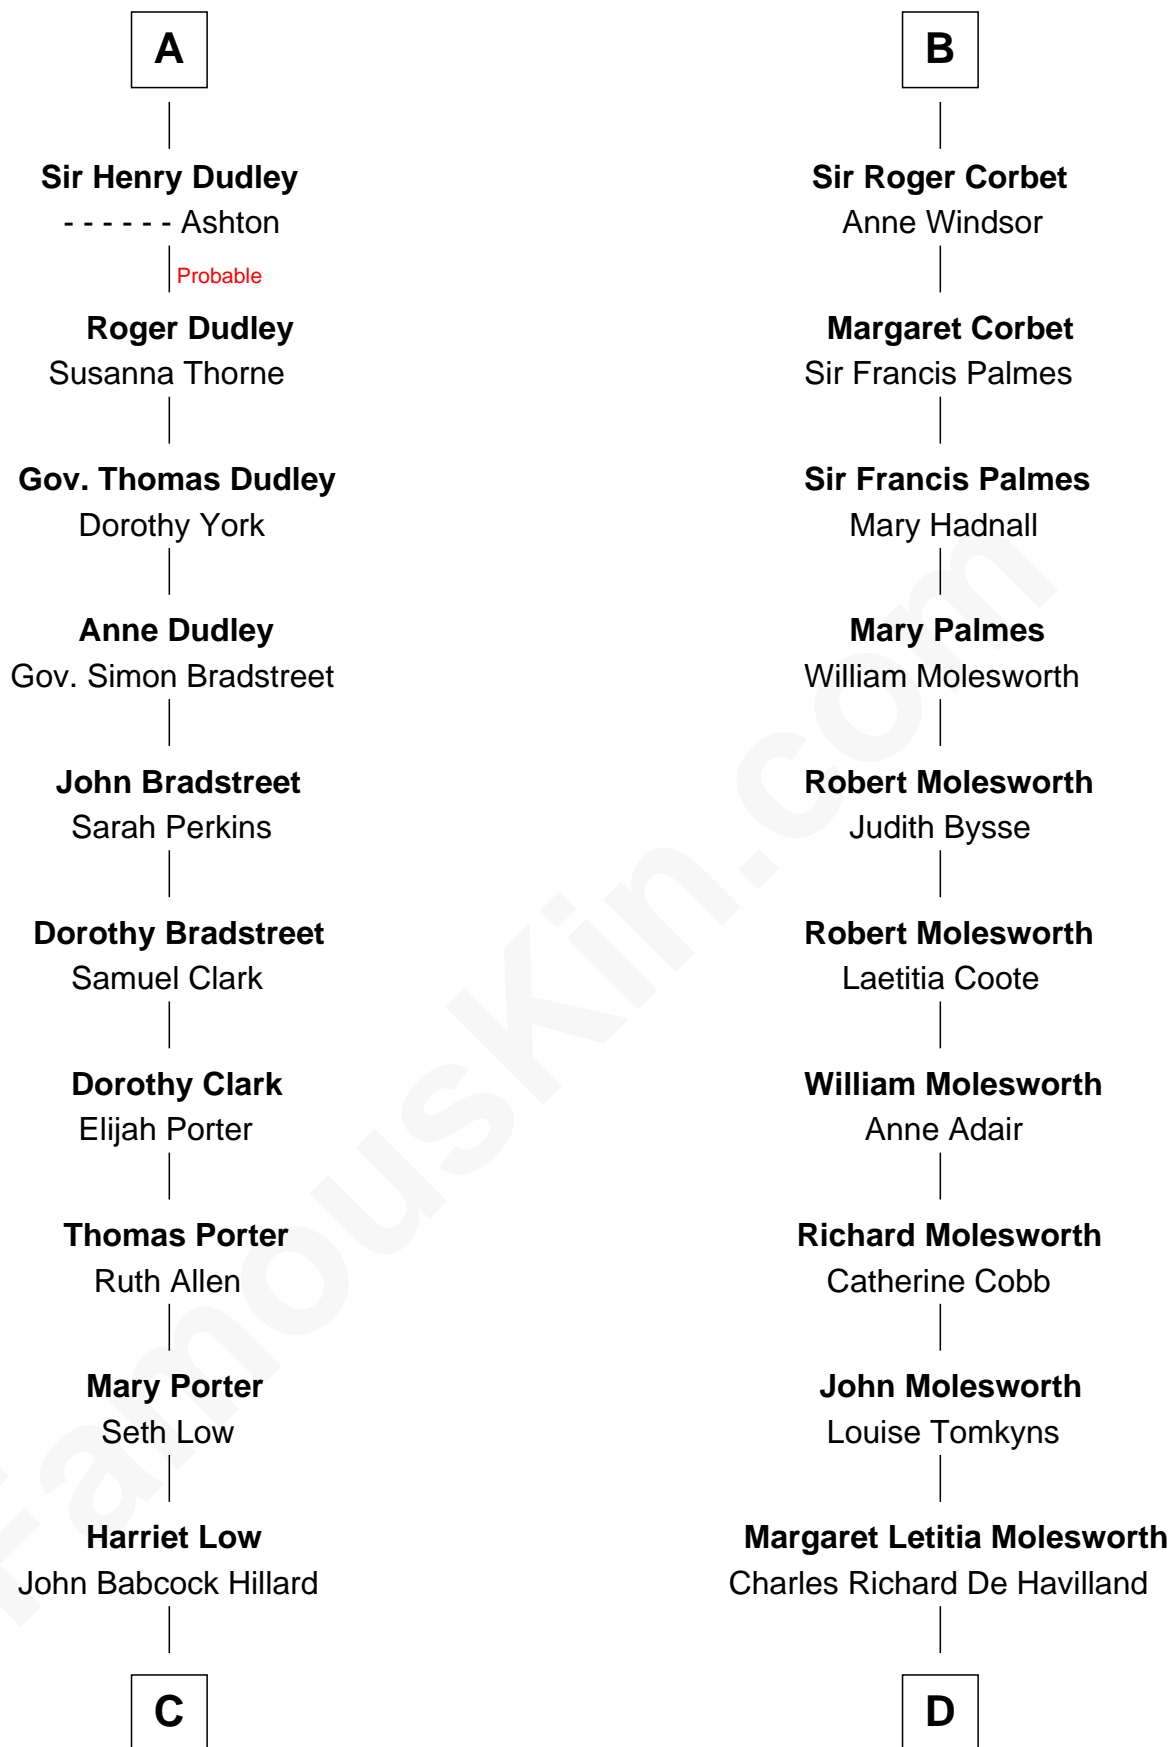 A
Sir Henry Dudley
- - - - - - Ashton
Probable
Roger Dudley
Susanna Thorne
Gov. Thomas Dudley
Dorothy York
Anne Dudley
Gov. Simon Bradstreet
John Bradstreet
Sarah Perkins
Dorothy Bradstreet
Samuel Clark
Dorothy Clark
Elijah Porter
Thomas Porter
Ruth Allen
Mary Porter
Seth Low
Harriet Low
John Babcock Hillard
C
B
Sir Roger Corbet
Anne Windsor
Margaret Corbet
Sir Francis Palmes
Sir Francis Palmes
Mary Hadnall
Mary Palmes
William Molesworth
Robert Molesworth
Judith Bysse
Robert Molesworth
Laetitia Coote
William Molesworth
Anne Adair
Richard Molesworth
Catherine Cobb
John Molesworth
Louise Tomkyns
Margaret Letitia Molesworth
Charles Richard De Havilland
D
FamousKin.com